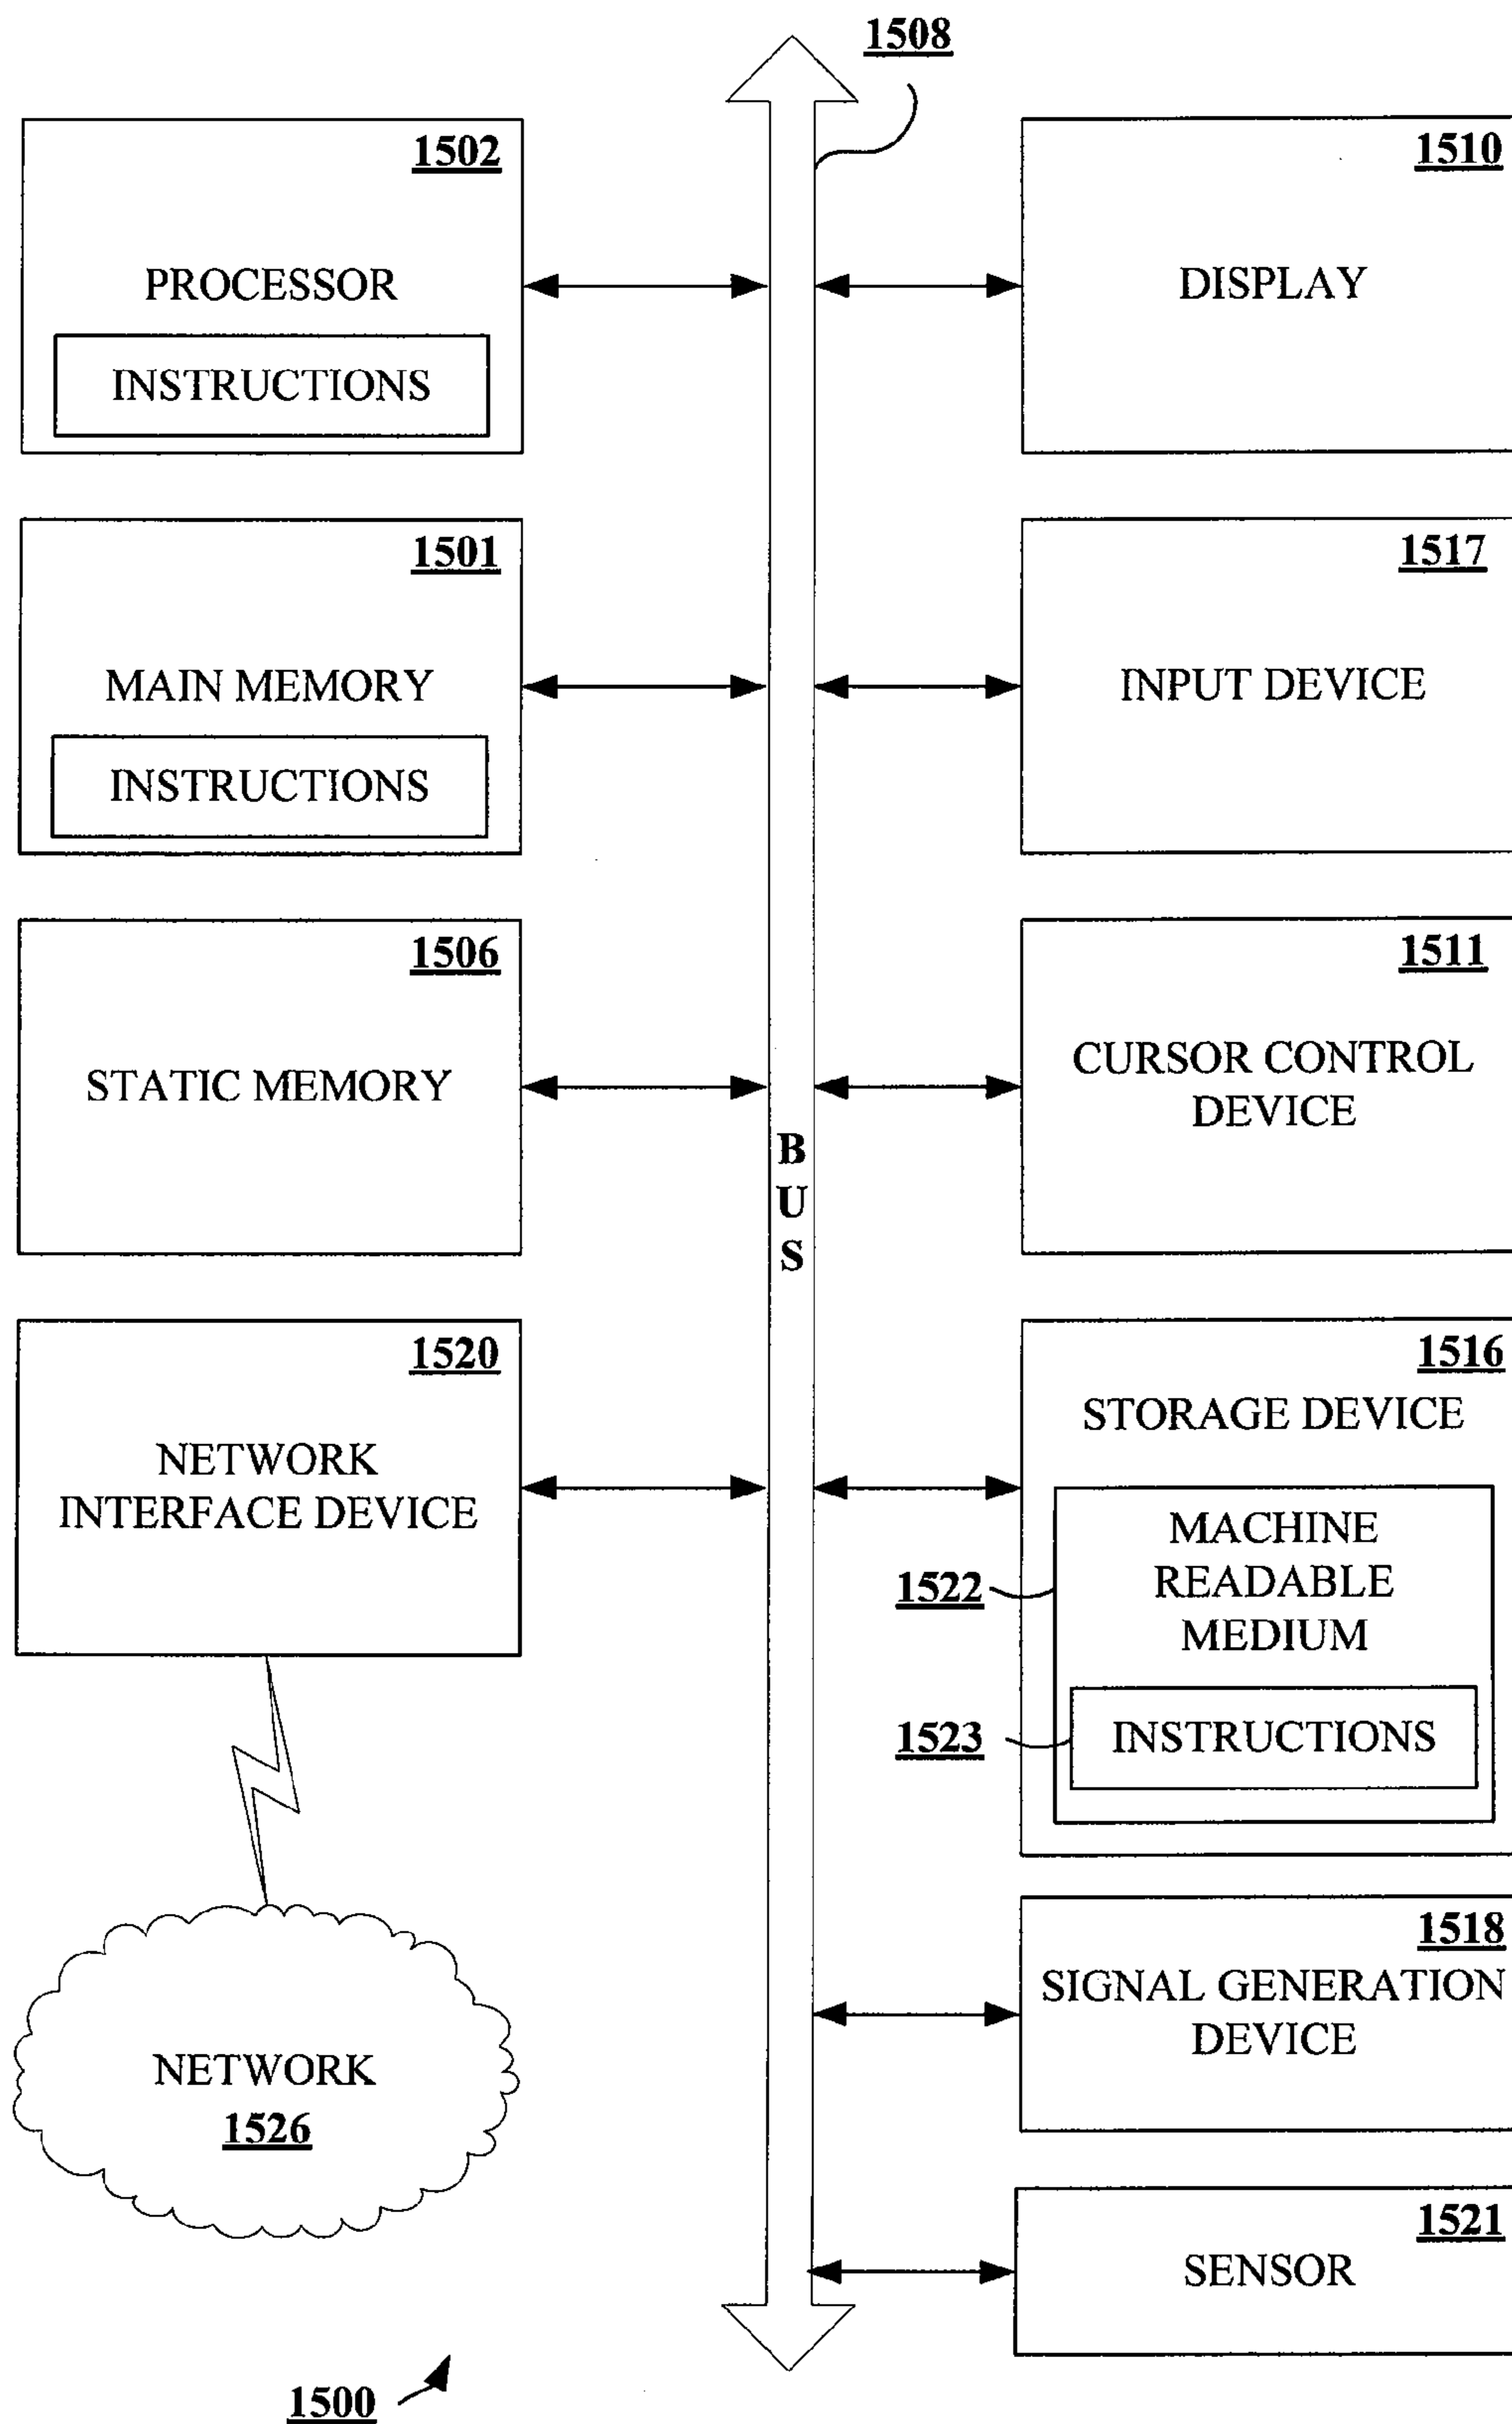 1508
1502
PROCESSOR
INSTRUCTIONS
1510
DISPLAY
1501
MAIN MEMORY
INSTRUCTIONS
1517
INPUT DEVICE
1506
STATIC MEMORY
1511
CURSOR CONTROL
DEVICE
B
U
S
1520
NETWORK
INTERFACE DEVICE
1516
STORAGE DEVICE
MACHINE
READABLE
MEDIUM
1522
INSTRUCTIONS
1523
1518
SIGNAL GENERATION
DEVICE
NETWORK
1526
1521
SENSOR
1500